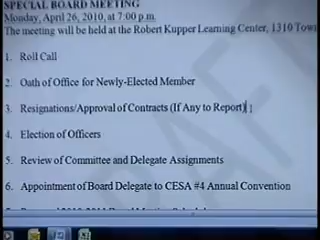 SPECIAL BOARD MEETING
Monday, April 26, 2010, at 7:00 p.m.
The meeting will be held at the Robert Kupper Learning Center, 1310 Town
1. Roll Call
2. Oath of Office for Newly-Elected Member
3. Resignations/Approval of Contracts (If Any to Report)
4. Election of Officers
5. Review of Committee and Delegate Assignments
6. Appointment of Board Delegate to CESA #4 Annual Convention